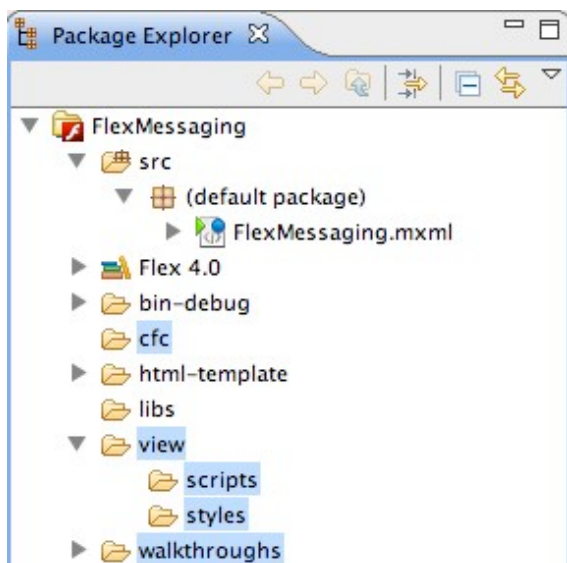 Package Explorer
FlexMessaging
src
(default package)
FlexMessaging.mxml
Flex 4.0
bin-debug
cfc
html-template
libs
view
scripts
styles
walkthroughs